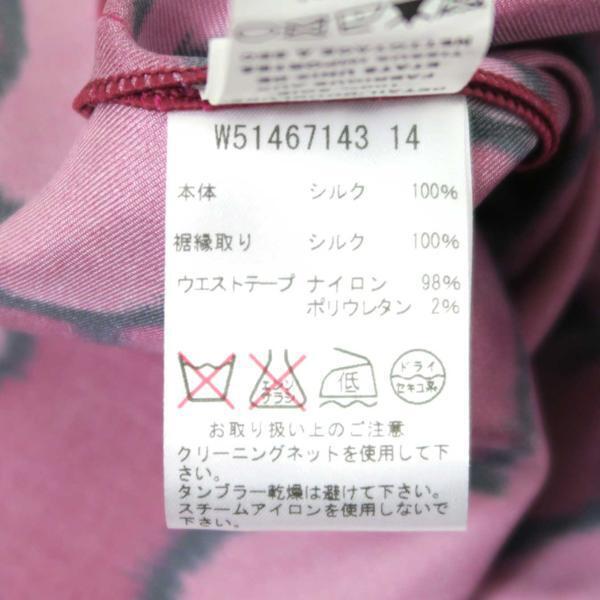 W51467143 14
本体 シルク 100%
裾縁取り シルク 100%
ウエストテープ ナイロン 98%
ポリウレタン 2%
エンソ
サラシ
低
ドライ
セキユ系
お取り扱い上のご注意
クリーニングネットを使用して下
さい。
タンブラー乾燥は避けて下さい。
スチームアイロンを使用しないで
下さい。